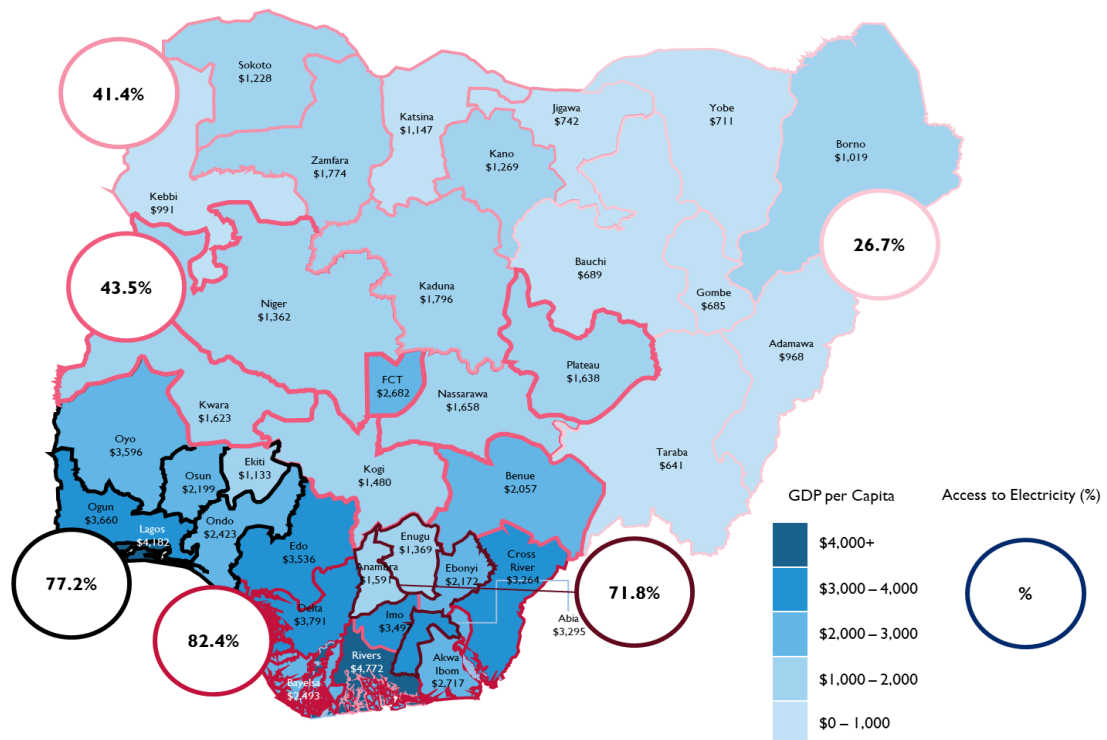 41.4%
Sokoto
$1,228
Katsina
$1,147
Jigawa
$742
Yobe
$711
Borno
$1,019
Kano
$1,269
Zamfara
$1,774
Kebbi
$991
26.7%
43.5%
Bauchi
$689
Kaduna
$1,796
Gombe
$685
Niger
$1,362
Adamawa
$968
Plateau
$1,638
FCT
$2,682
Nassarawa
$1,658
Kwara
$1,623
Oyo
$3,596
Taraba
$641
Ekiti
$1,133
Kogi
$1,480
Osun
$2,199
Benue
$2,057
Ogun
$3,660
Lagos
$4,182
Ondo
$2,423
Edo
$3,536
Enugu
$1,369
Anamura
$1,591
Ebonyi
$2,172
Cross
River
$3,264
77.2%
71.8%
Delta
$3,791
Imo
Abia
$3,295
82.4%
Rivers
$4,772
Akwa
Ibom
$2,717
Bayelsa
$2,493
GDP per Capita
$4,000+
$3,000 – 4,000
$2,000 – 3,000
$1,000 – 2,000
$0 – 1,000
Access to Electricity (%)
%